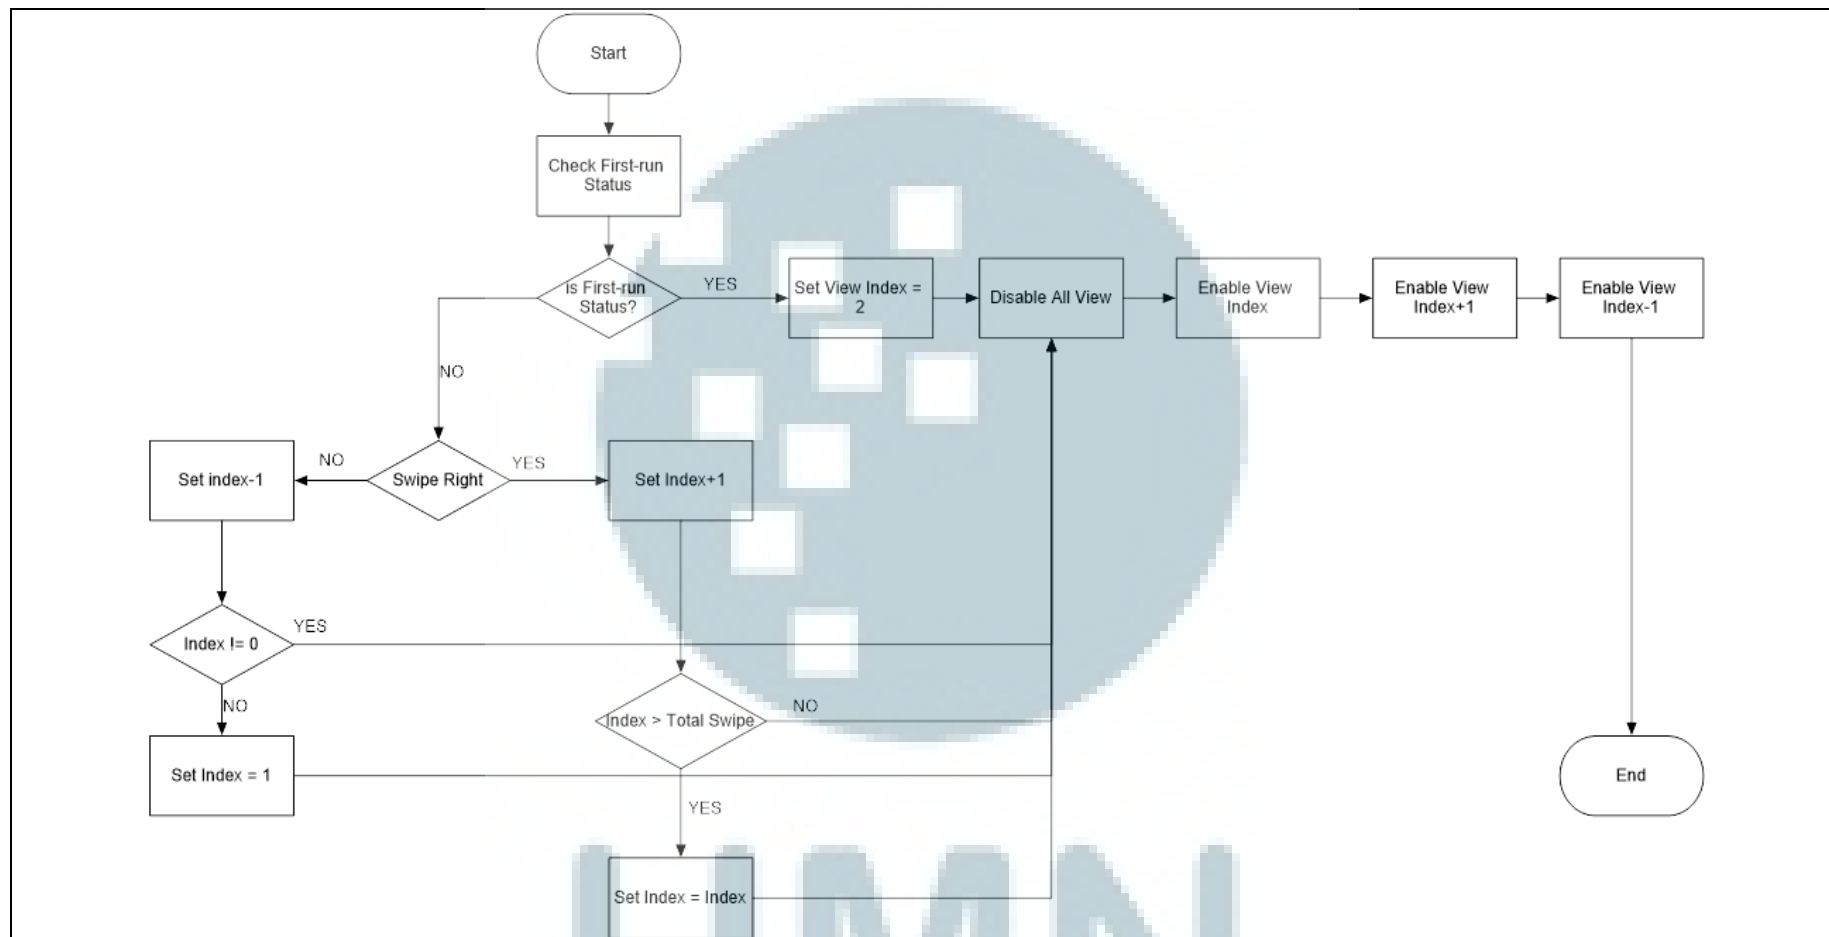 Start
Check First-run
Status
is First-run
Status?
YES
Set View Index =
2
Disable All View
Enable View
Index
Enable View
Index+1
Enable View
Index-1
NO
Set index-1
NO
Swipe Right
YES
Set Index+1
Index != 0
YES
NO
Index > Total Swipe
NO
Set Index = 1
End
YES
Set Index = Index
UMN